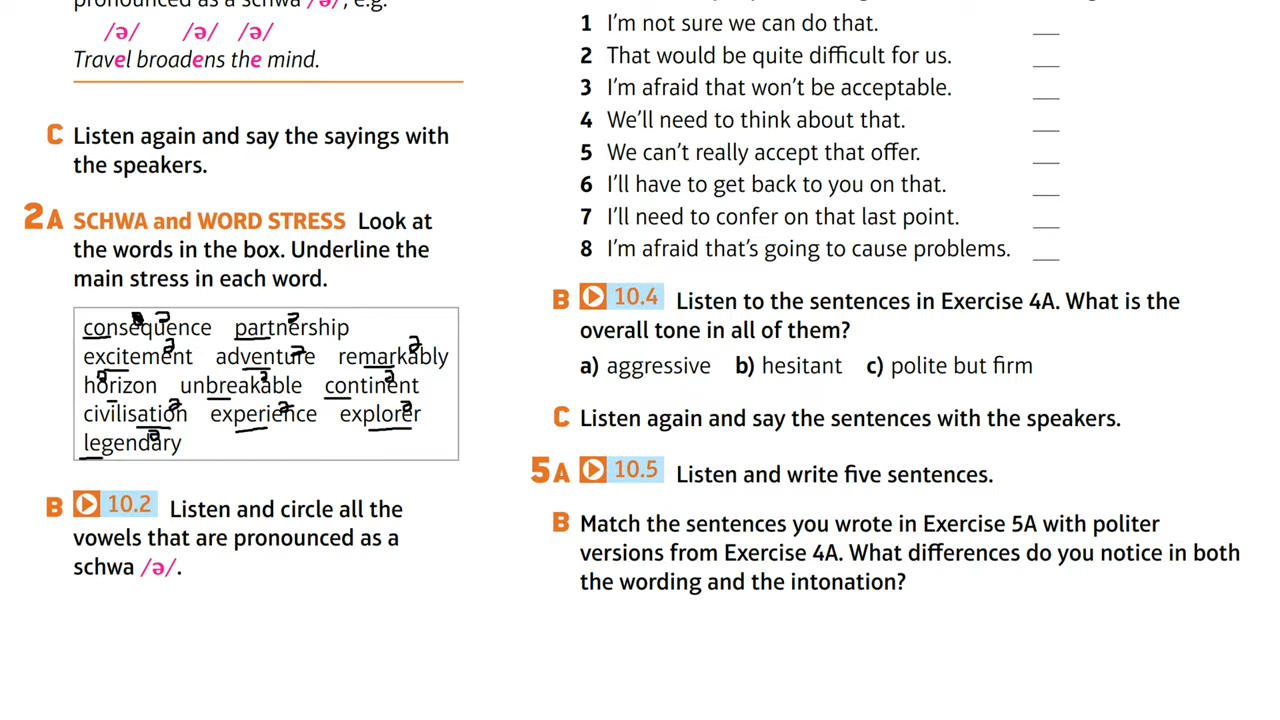 pronounced as a schwa /ə/, e.g.
/ə/ /ə/ /ə/
Travel broadens the mind.
C Listen again and say the sayings with
the speakers.
2A SCHWA and WORD STRESS Look at
the words in the box. Underline the
main stress in each word.
consequence partnership
excitement adventure remarkably
horizon unbreakable continent
civilisation experience explorer
legendary
B 10.2 Listen and circle all the
vowels that are pronounced as a
schwa /ə/.
1 I'm not sure we can do that. __
2 That would be quite difficult for us. __
3 I'm afraid that won't be acceptable. __
4 We'll need to think about that. __
5 We can't really accept that offer. __
6 I'll have to get back to you on that. __
7 I'll need to confer on that last point. __
8 I'm afraid that's going to cause problems. __
B 10.4 Listen to the sentences in Exercise 4A. What is the
overall tone in all of them?
a) aggressive b) hesitant c) polite but firm
C Listen again and say the sentences with the speakers.
5A 10.5 Listen and write five sentences.
B Match the sentences you wrote in Exercise 5A with politer
versions from Exercise 4A. What differences do you notice in both
the wording and the intonation?